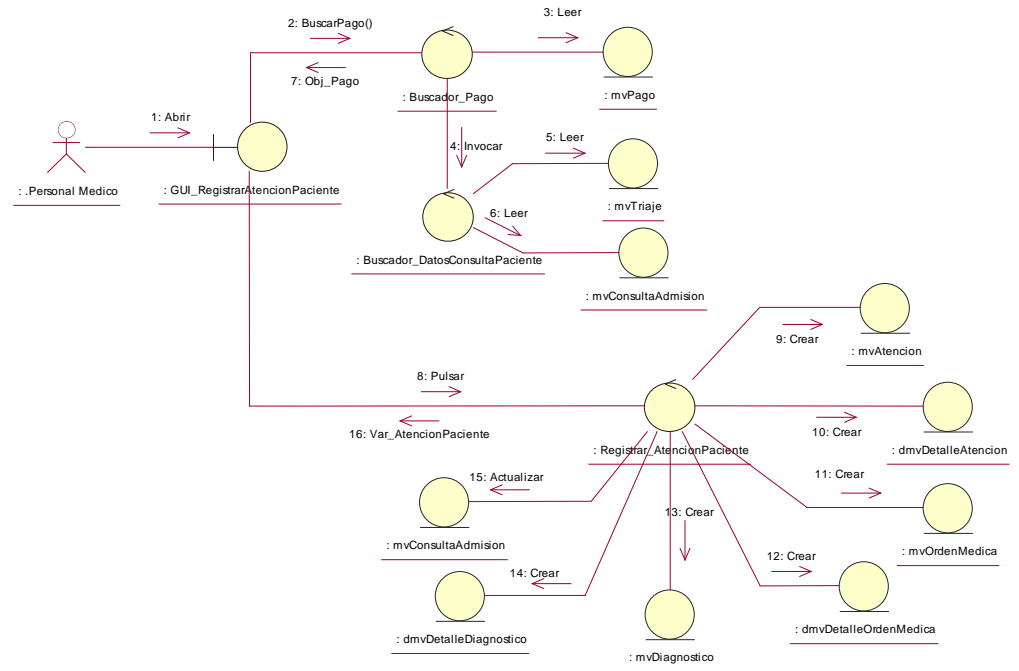 2: BuscarPago()
3: Leer
7: Obj_Pago
: Buscador_Pago
: mvPago
1: Abrir
4: Invocar
5: Leer
: .Personal Medico
: GUI_RegistrarAtencionPaciente
: mvTriaje
6: Leer
: Buscador_DatosConsultaPaciente
: mvConsultaAdmision
9: Crear
: mvAtencion
8: Pulsar
16: Var_AtencionPaciente
10: Crear
: Registrar_AtencionPaciente
: dmvDetalleAtencion
15: Actualizar
11: Crear
13: Crear
: mvConsultaAdmision
: mvOrdenMedica
14: Crear
12: Crear
: dmvDetalleDiagnostico
: dmvDetalleOrdenMedica
: mvDiagnostico